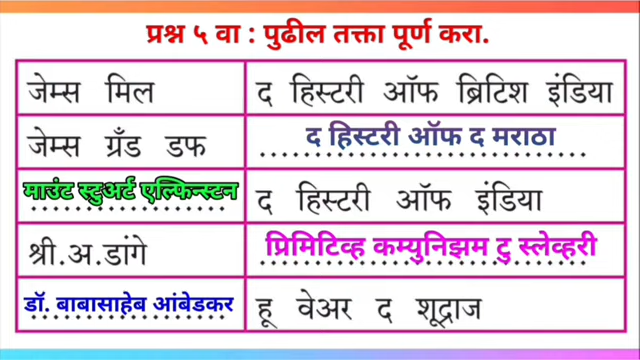 प्रश्न ५ वा : पुढील तक्ता पूर्ण करा.
जेम्स मिल द हिस्टरी ऑफ ब्रिटिश इंडिया
जेम्स ग्रँड डफ द हिस्टरी ऑफ द मराठा
माउंट स्टुअर्ट एल्फिन्स्टन द हिस्टरी ऑफ इंडिया
श्री.अ.डांगे प्रिमिटिव्ह कम्युनिझम टु स्लेव्हरी
डॉ. बाबासाहेब आंबेडकर हू वेअर द शूद्राज